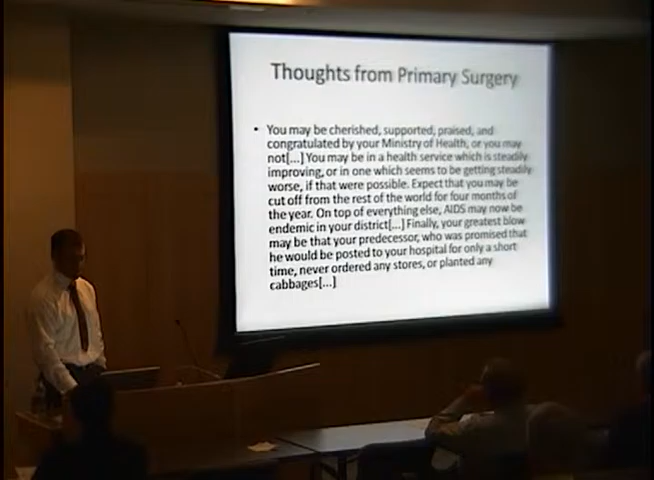 Thoughts from Primary Surgery
• You may be cherished, supported, praised, and
congratulated by your Ministry of Health, or you may
not[...] You may be in a health service which is steadily
improving, or in one which seems to be getting steadily
worse, if that were possible. Expect that you may be
cut off from the rest of the world for four months of
the year. On top of everything else, AIDS may now be
endemic in your district[...] Finally, your greatest blow
may be that your predecessor, who was promised that
he would be posted to your hospital for only a short
time, never ordered any stores, or planted any
cabbages[...]